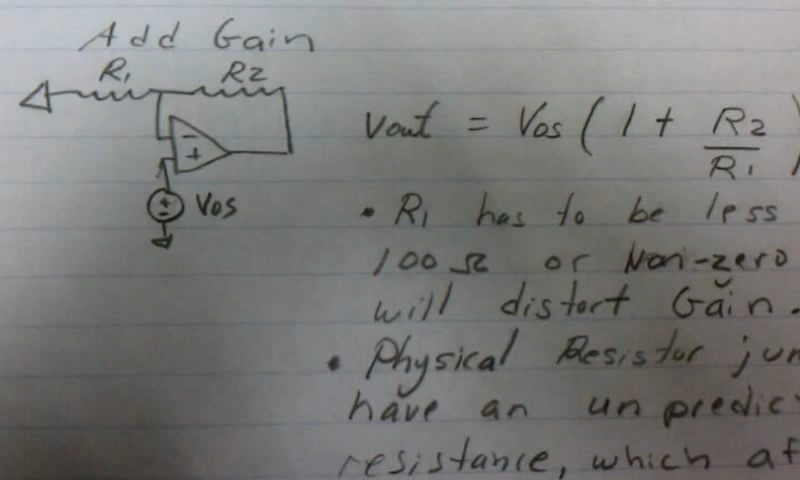 Add Gain
R1 R2
- +
+ - Vos
Vout = Vos ( 1 + R2 / R1 )
• R1 has to be less
100Ω or Non-zero
will distort Gain.
• Physical Resistor
have an
resistance, which